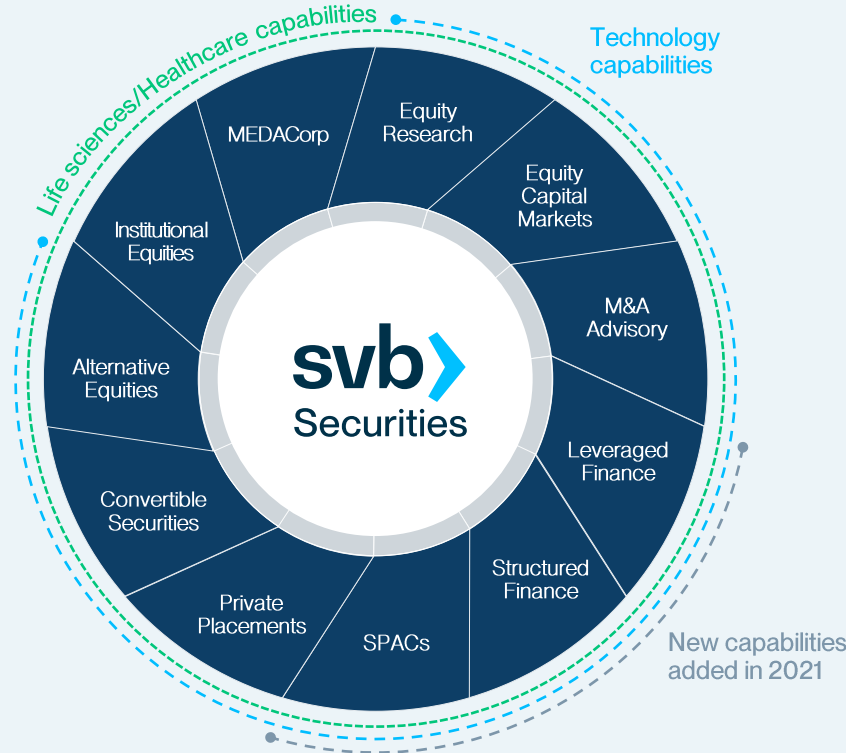 Life sciences/Healthcare capabilities
Technology
capabilities
MEDACorp
Equity
Research
Equity
Capital
Markets
Institutional
Equities
M&A
Advisory
Alternative
Equities
svb
Securities
Leveraged
Finance
Convertible
Securities
Structured
Finance
Private
Placements
SPACs
New capabilities
added in 2021